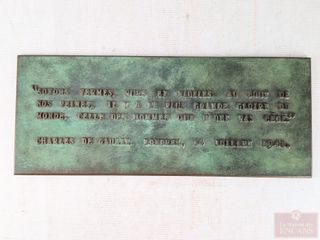 "SOYONS FERMES, PURS ET FIDÈLES. AU BOUT DE
NOS PEINES, IL Y A LA PLUS GRANDE GLOIRE DU
MONDE. CELLE DES HOMMES QUI N'ONT PAS CÉDÉ."
CHARLES DE GAULLE. LONDRES, 14 JUILLET
ENCANS